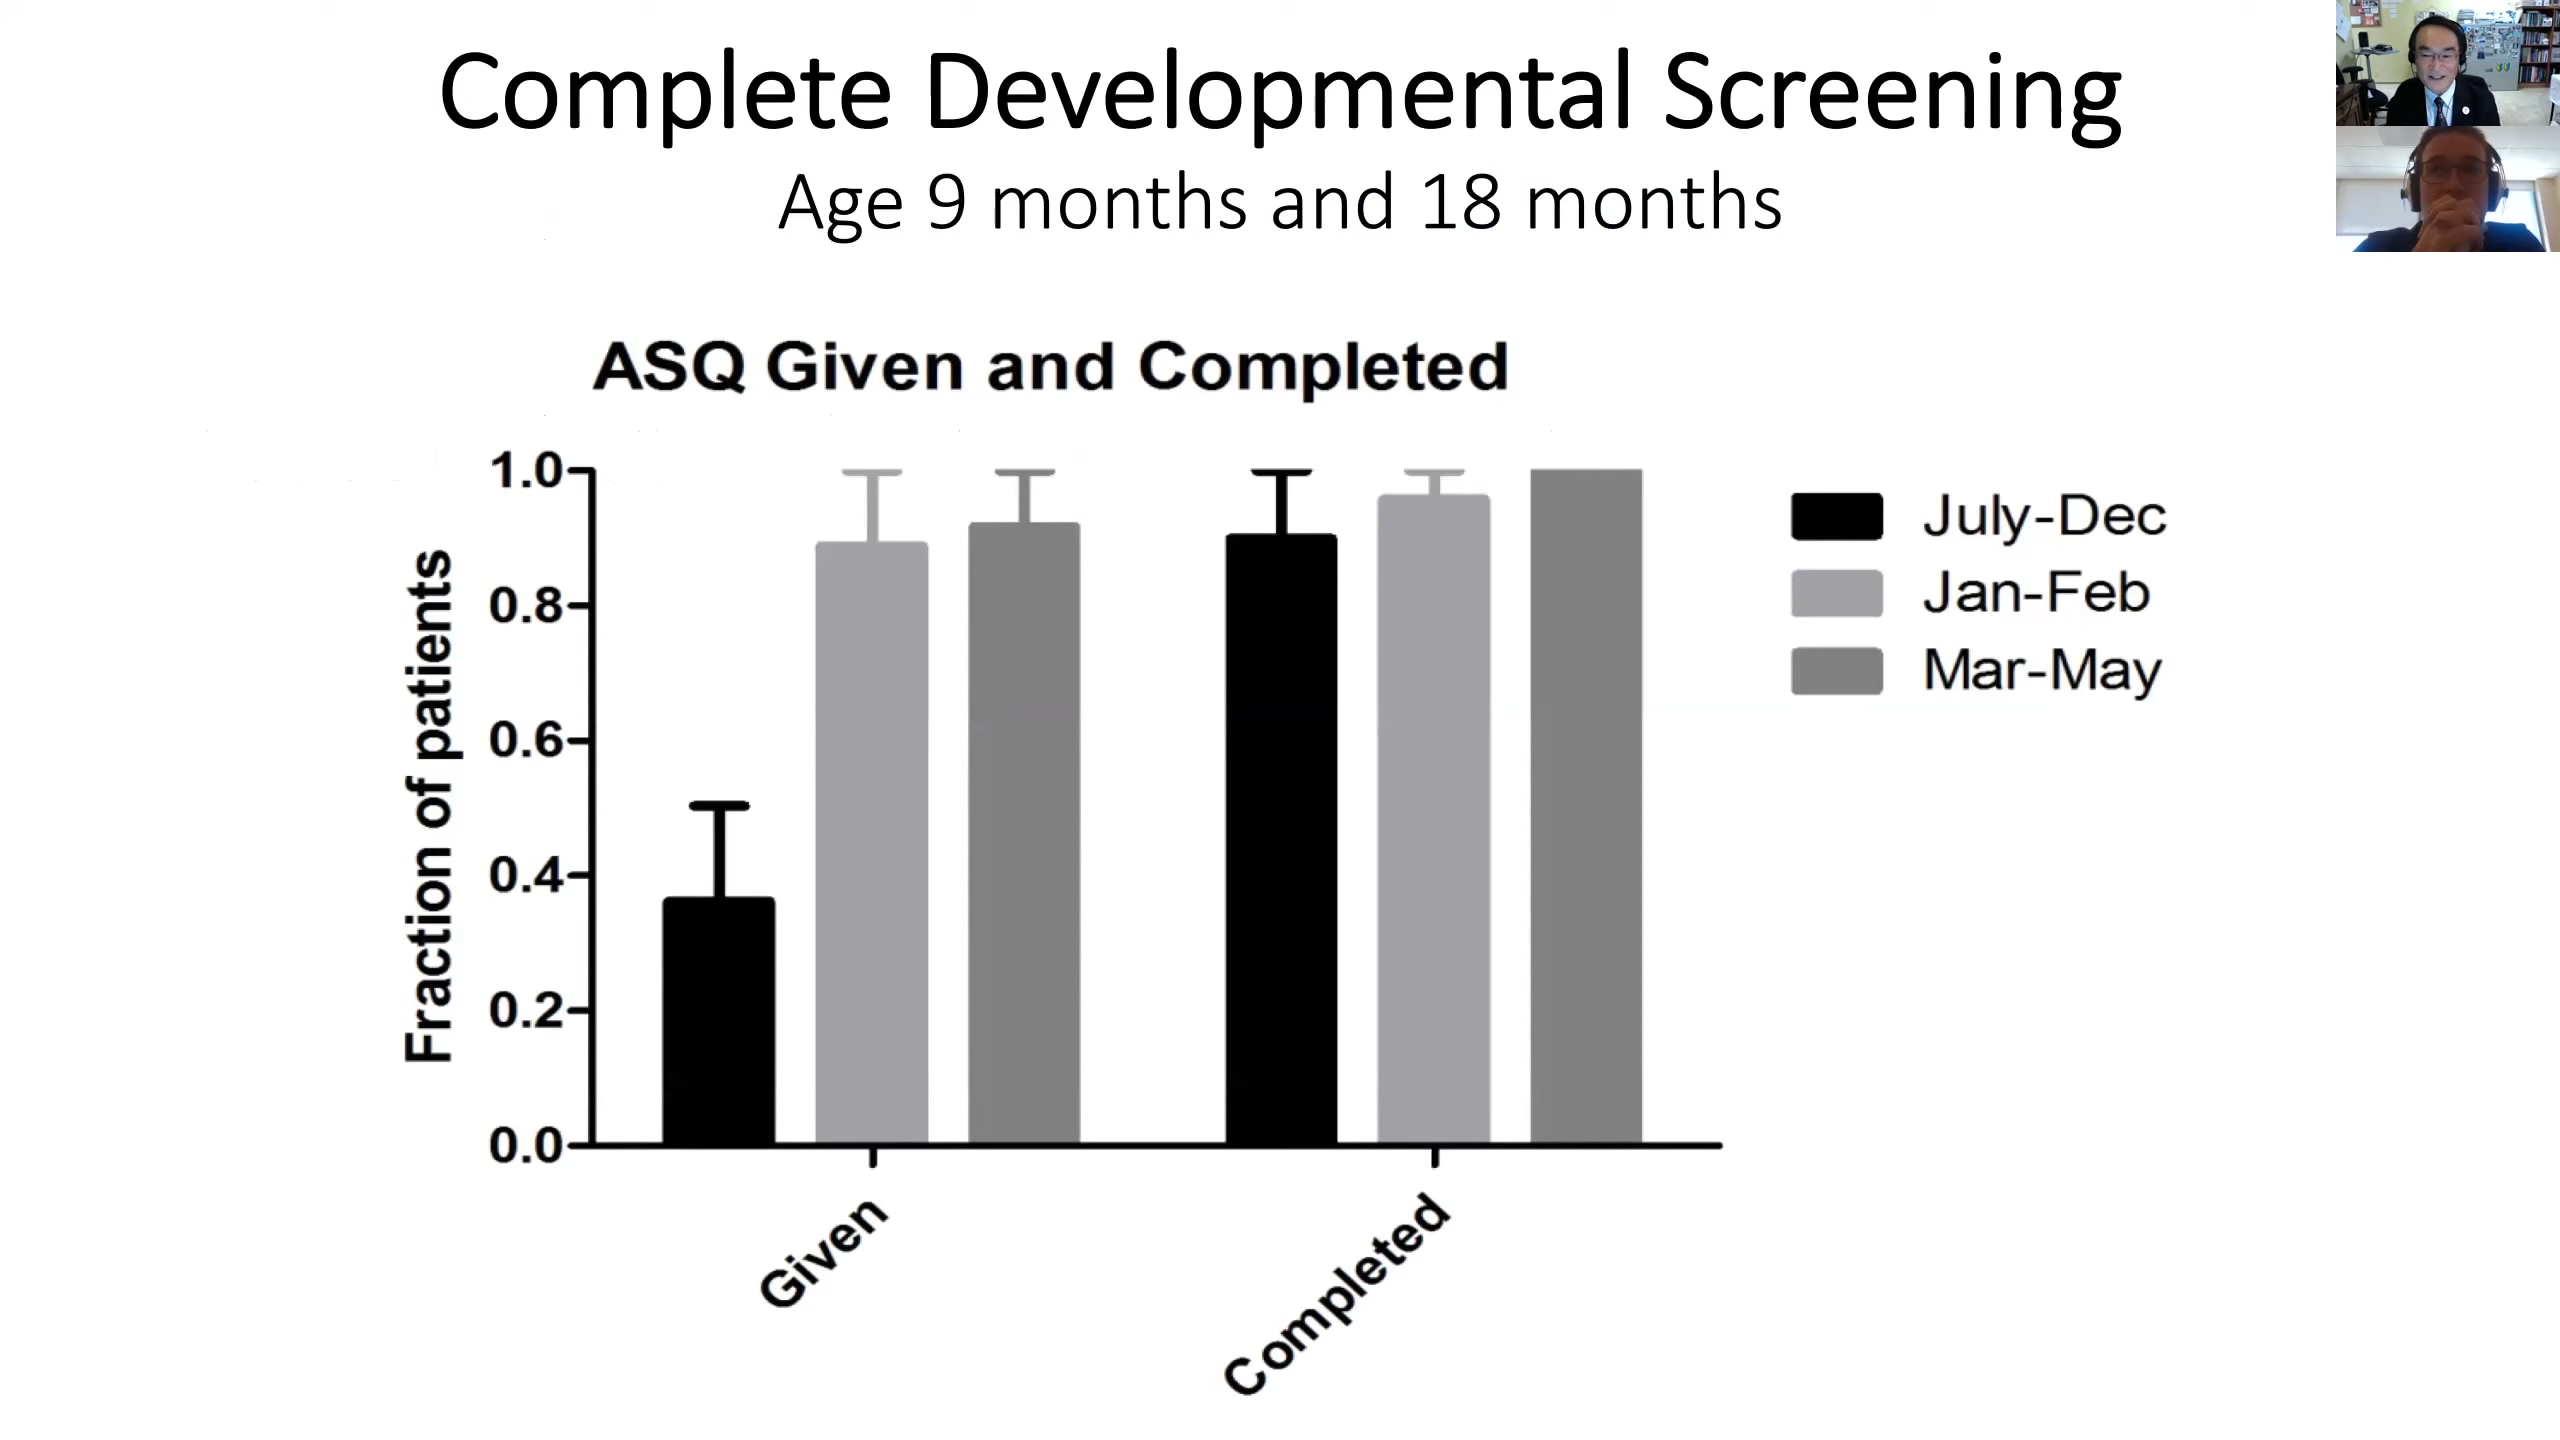 Complete Developmental Screening
Age 9 months and 18 months
ASQ Given and Completed
Fraction of patients
1.0
0.8
0.6
0.4
0.2
0.0
Given
Completed
July-Dec
Jan-Feb
Mar-May